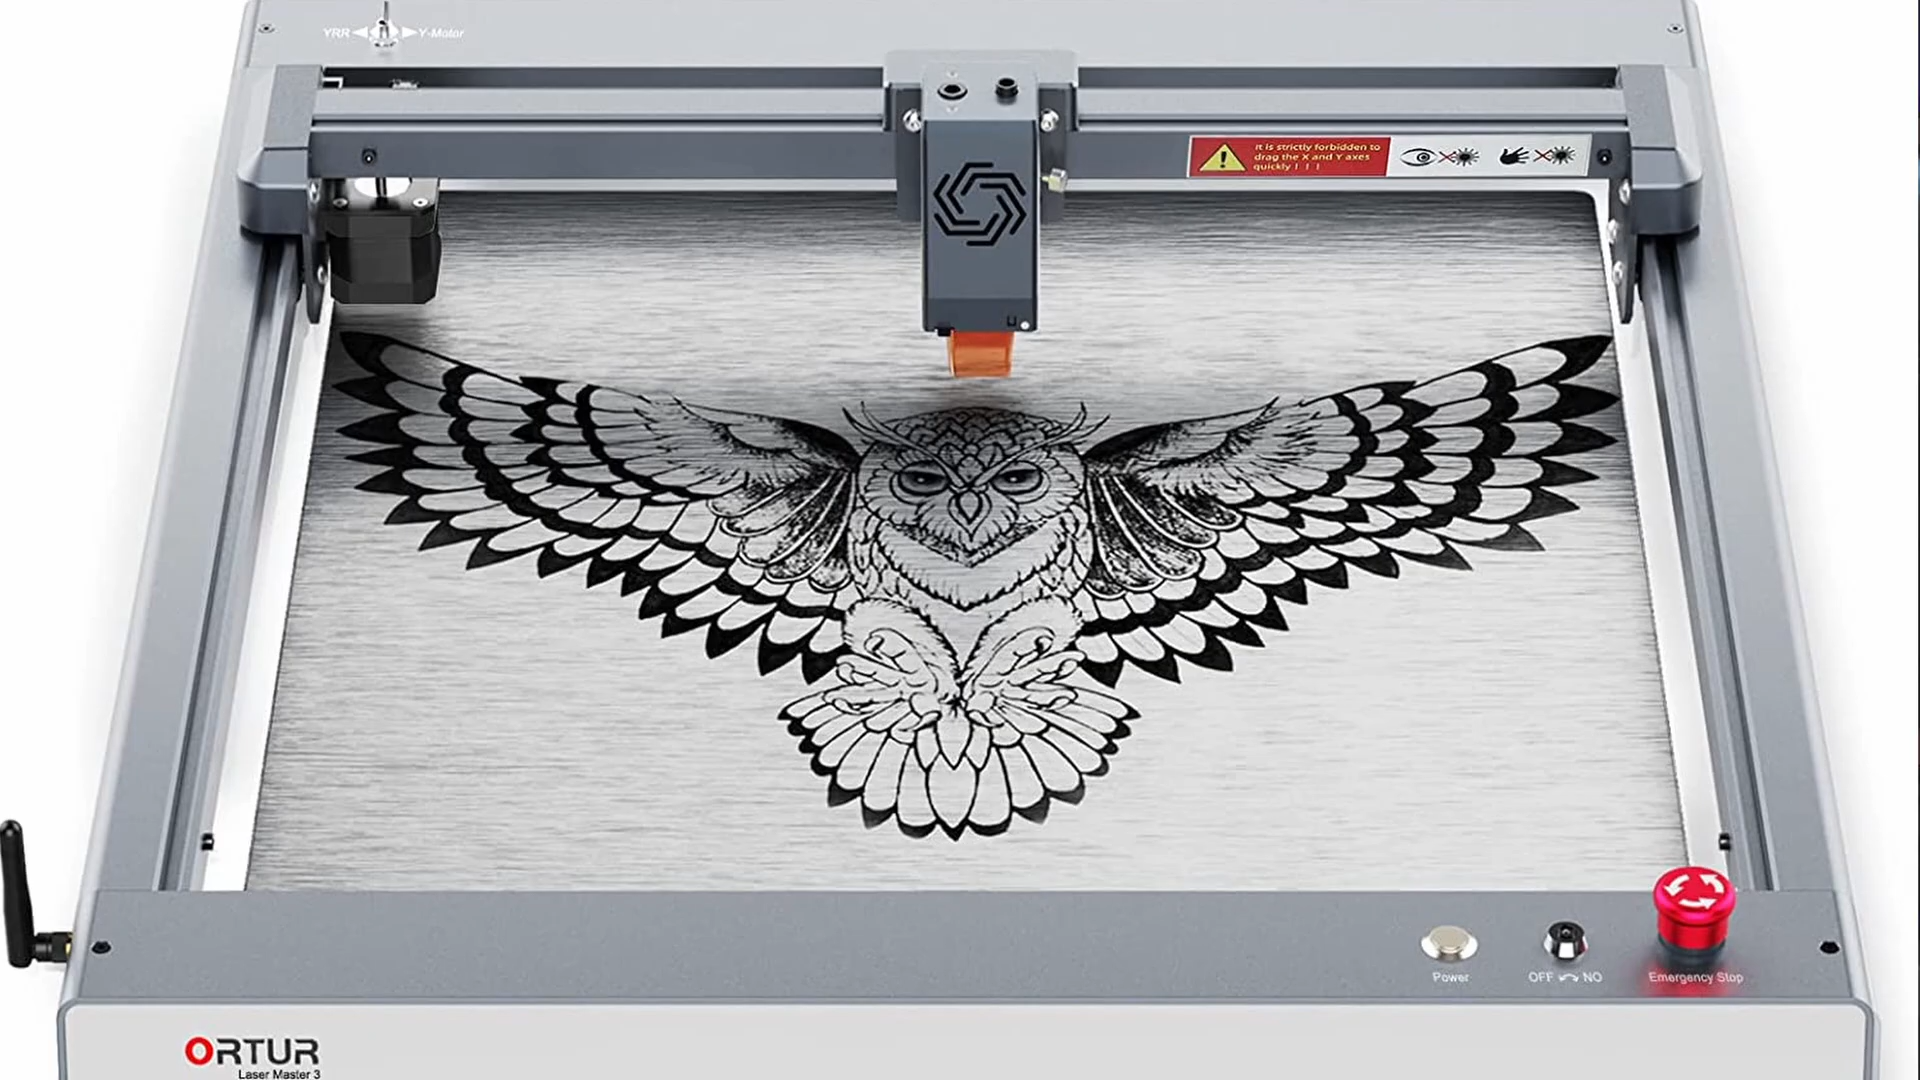 YRR Y-Motor
It is strictly forbidden to
drag the X and Y axes
quickly ! ! !
Power
OFF NO
Emergency Stop
ORTUR
Laser Master 3